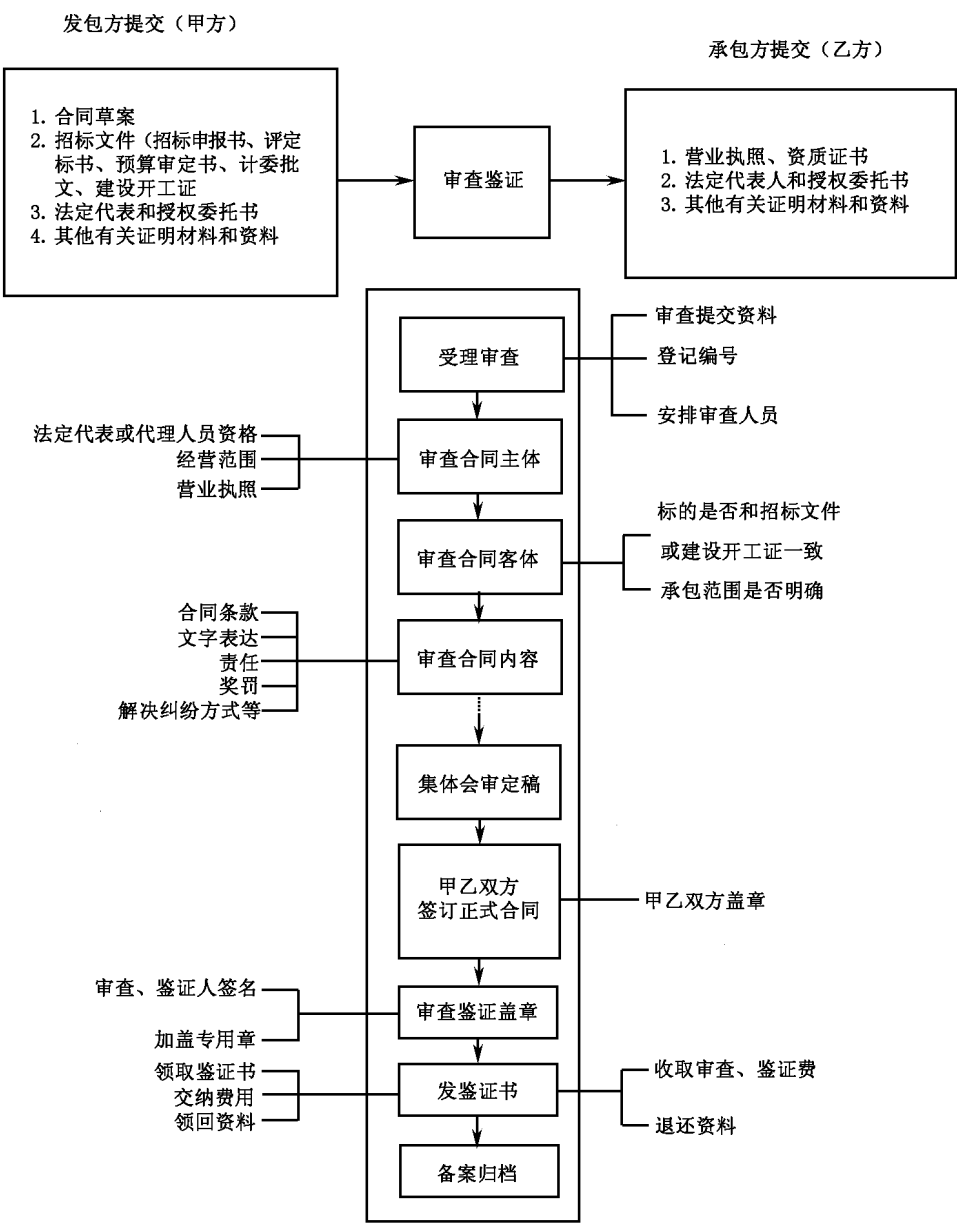 发包方提交（甲方）
承包方提交（乙方）
1. 合同草案
2. 招标文件（招标申报书、评定
标书、预算审定书、计委批
文、建设开工证
3. 法定代表和授权委托书
4. 其他有关证明材料和资料
审查鉴证
1. 营业执照、资质证书
2. 法定代表人和授权委托书
3. 其他有关证明材料和资料
受理审查
审查提交资料
登记编号
安排审查人员
法定代表或代理人员资格
经营范围
营业执照
审查合同主体
审查合同客体
标的是否和招标文件
或建设开工证一致
承包范围是否明确
合同条款
文字表达
责任
奖罚
解决纠纷方式等
审查合同内容
集体会审定稿
甲乙双方
签订正式合同
甲乙双方盖章
审查、鉴证人签名
加盖专用章
审查鉴证盖章
领取鉴证书
交纳费用
领回资料
发鉴证书
收取审查、鉴证费
退还资料
备案归档